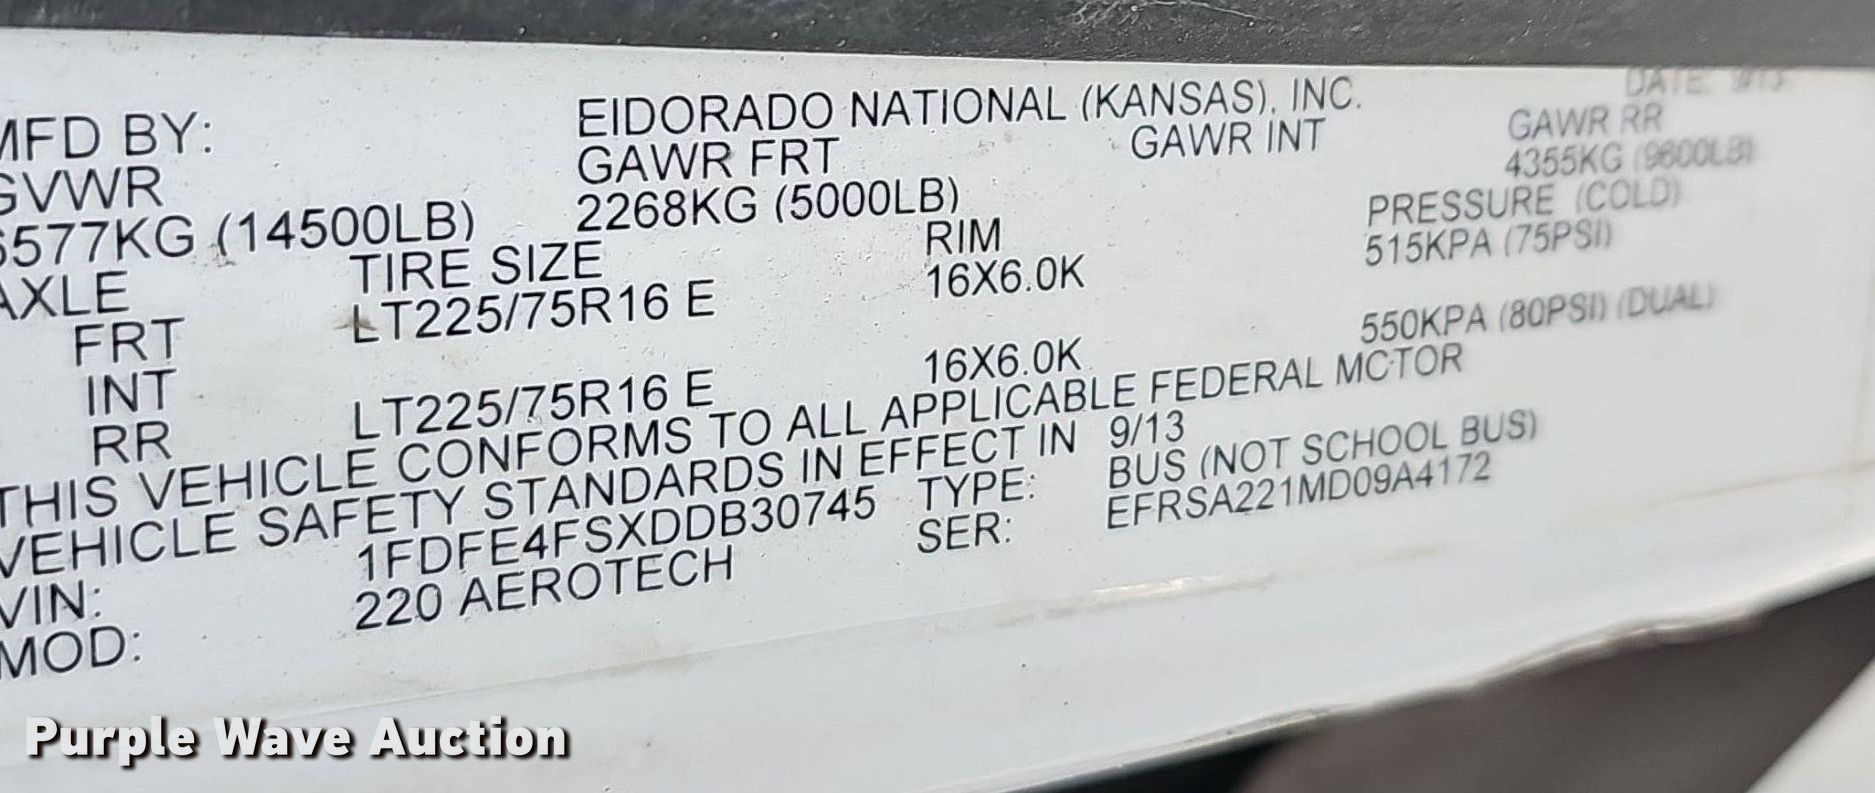 MFD BY: EIDORADO NATIONAL (KANSAS), INC. DATE: 9/13
GVWR GAWR FRT GAWR INT GAWR RR
6577KG (14500LB) 2268KG (5000LB) 4355KG (9600LB)
AXLE TIRE SIZE RIM PRESSURE (COLD)
FRT LT225/75R16 E 16X6.0K 515KPA (75PSI)
INT
RR LT225/75R16 E 16X6.0K 550KPA (80PSI) (DUAL)
THIS VEHICLE CONFORMS TO ALL APPLICABLE FEDERAL MOTOR
VEHICLE SAFETY STANDARDS IN EFFECT IN 9/13
VIN: 1FDFE4FSXDDB30745 TYPE: BUS (NOT SCHOOL BUS)
MOD: 220 AEROTECH SER: EFRSA221MD09A4172
Purple Wave Auction